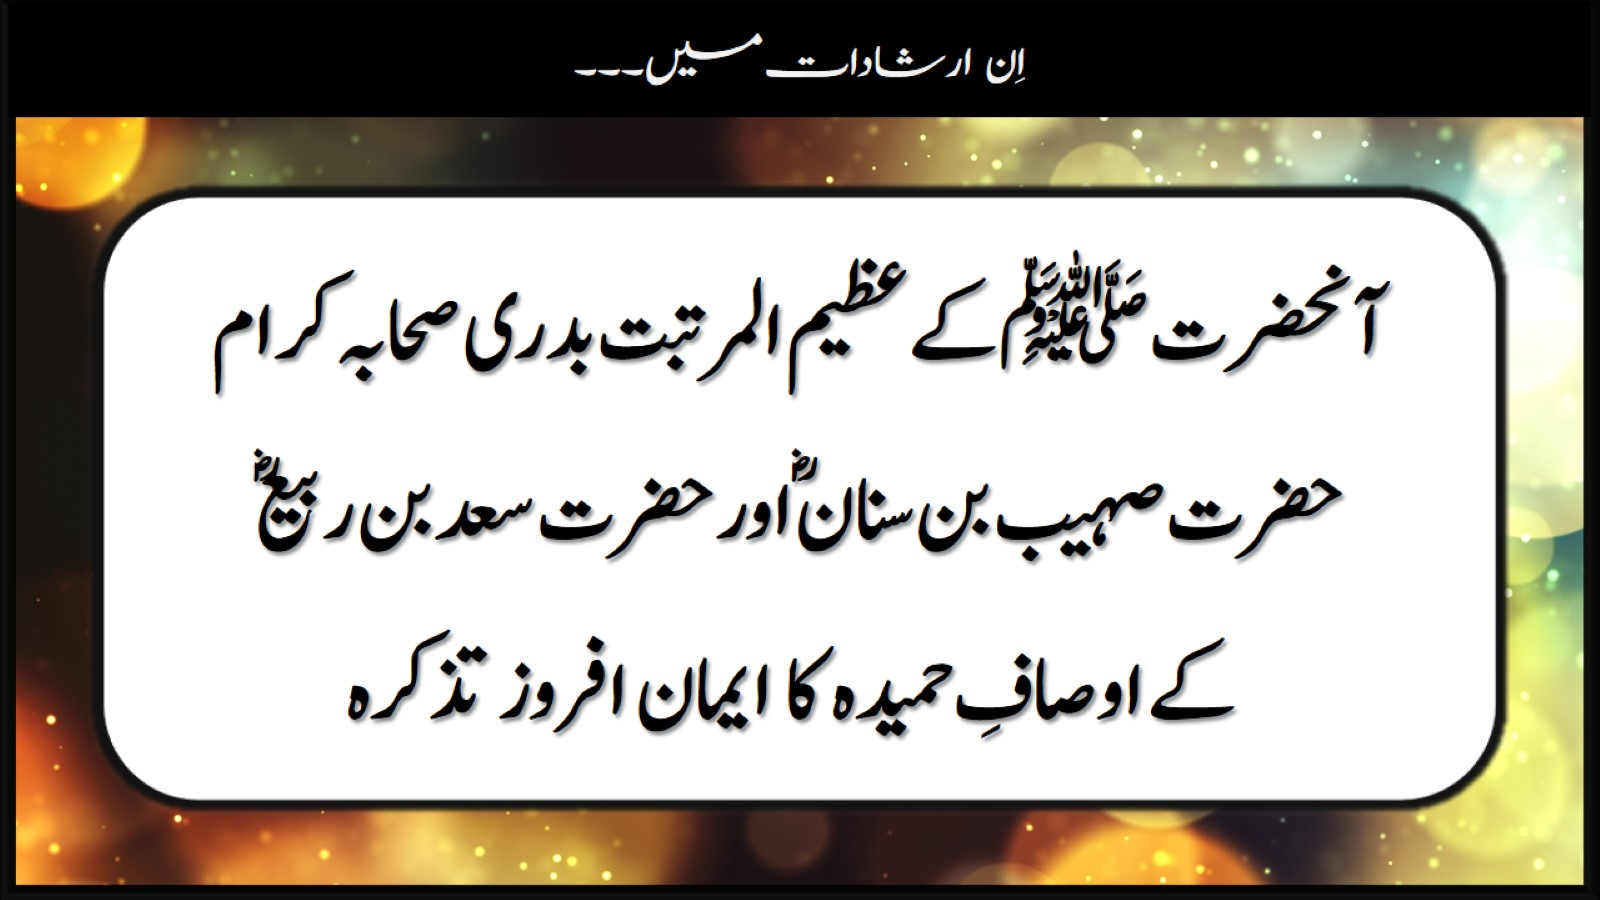 اِن ارشادات میں۔۔۔
آنحضرت ﷺ کے عظیم المرتبت بدری صحابہ کرام
حضرت صہیب بن سنانؓ اور حضرت سعد بن ربیعؓ
کے اوصافِ حمیدہ کا ایمان افروز تذکرہ